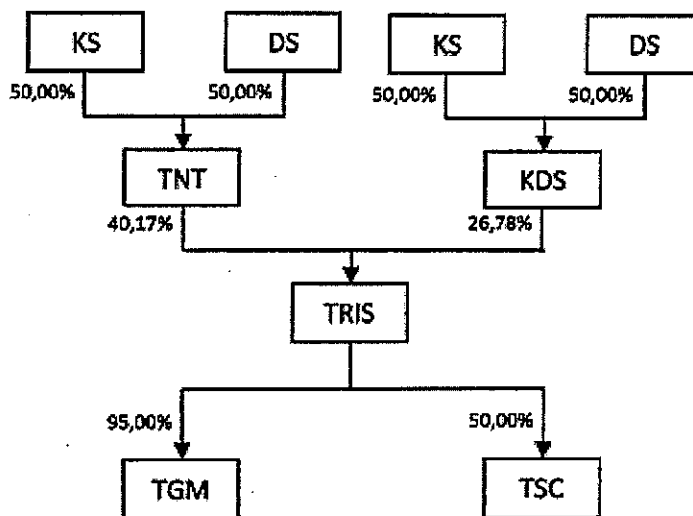 KS DS KS DS
50,00% 50,00% 50,00% 50,00%
TNT KDS
40,17% 26,78%
TRIS
95,00% 50,00%
TGM TSC